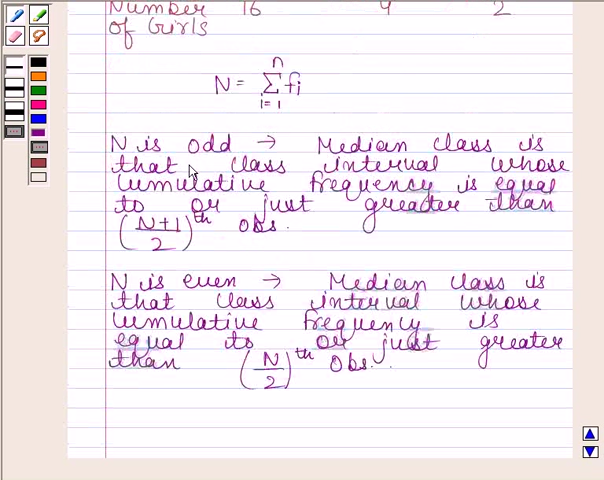 Number 16 4 2
of Girls
N = n Σ i=1 fi
N is odd → Median class is
that class interval whose
cumulative frequency is equal
to or just greater than
(N+1/2)th obs.
N is even → Median class is
that class interval whose
cumulative frequency is
equal to or just greater
than (N/2)th obs.